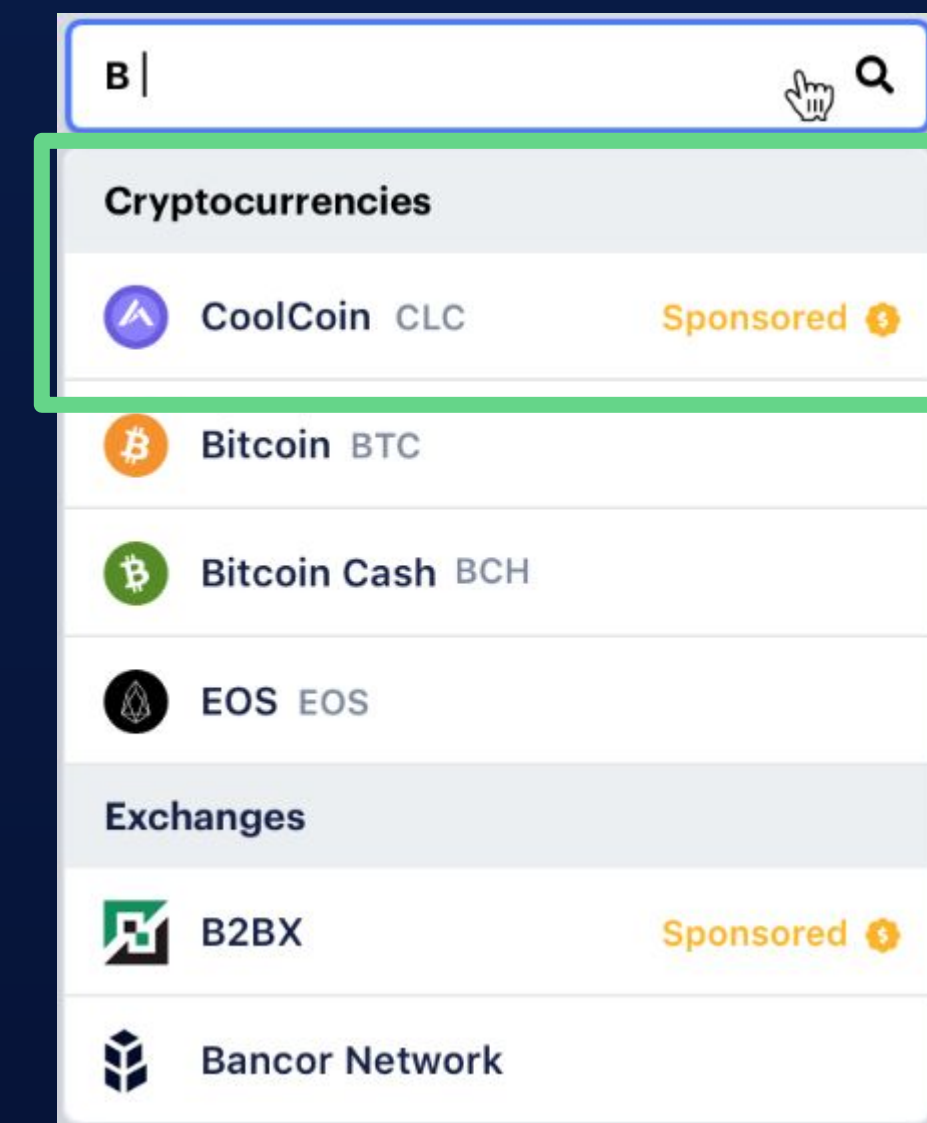 B
Cryptocurrencies
CoolCoin CLC Sponsored
Bitcoin BTC
Bitcoin Cash BCH
EOS EOS
Exchanges
B2BX Sponsored
Bancor Network